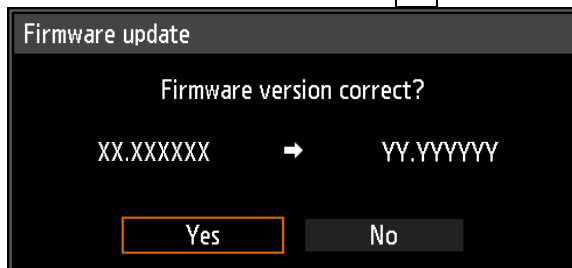 Firmware update
Firmware version correct?
XX.XXXXXX ➡ YY.YYYYYY
Yes No